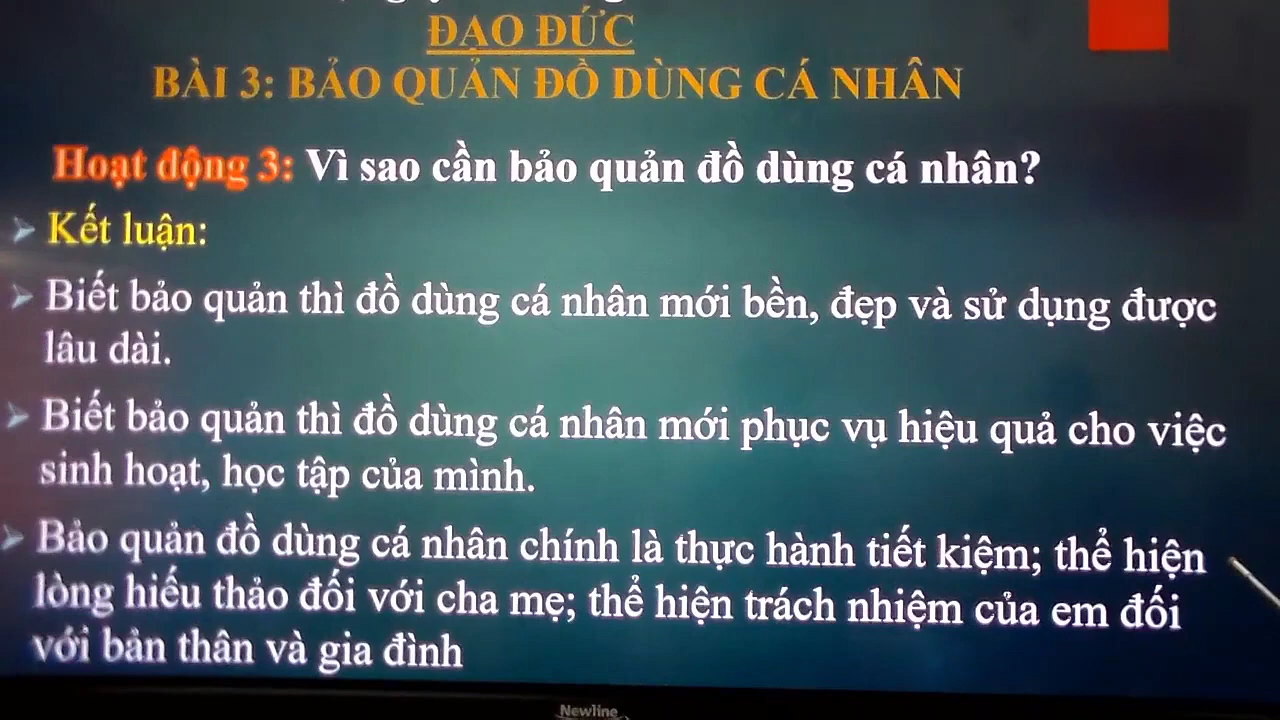 ĐẠO ĐỨC
BÀI 3: BẢO QUẢN ĐỒ DÙNG CÁ NHÂN
Hoạt động 3: Vì sao cần bảo quản đồ dùng cá nhân?
Kết luận:
Biết bảo quản thì đồ dùng cá nhân mới bền, đẹp và sử dụng được
lâu dài.
Biết bảo quản thì đồ dùng cá nhân mới phục vụ hiệu quả cho việc
sinh hoạt, học tập của mình.
Bảo quản đồ dùng cá nhân chính là thực hành tiết kiệm; thể hiện
lòng hiếu thảo đối với cha mẹ; thể hiện trách nhiệm của em đối
với bản thân và gia đình
Newline